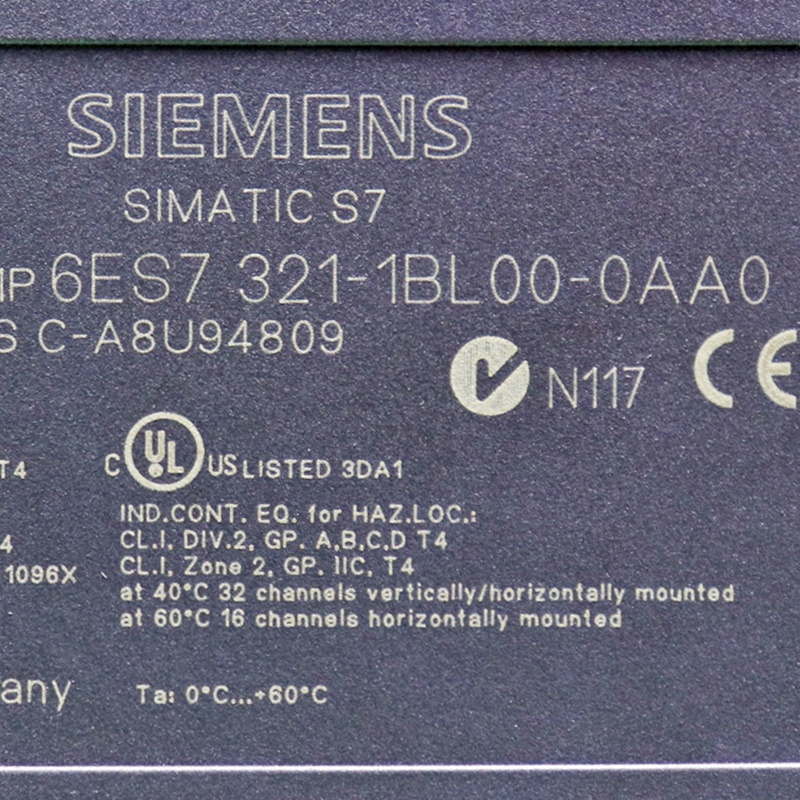 SIEMENS
SIMATIC S7
1P 6ES7 321-1BL00-0AA0
S C-A8U94809
N117 CE
T4 C UL US LISTED 3DA1
IND.CONT. EQ. for HAZ.LOC.:
4 CL.I, DIV.2, GP. A,B,C,D T4
1096X CL.I, Zone 2, GP. IIC, T4
at 40°C 32 channels vertically/horizontally mounted
at 60°C 16 channels horizontally mounted
any Ta: 0°C...+60°C